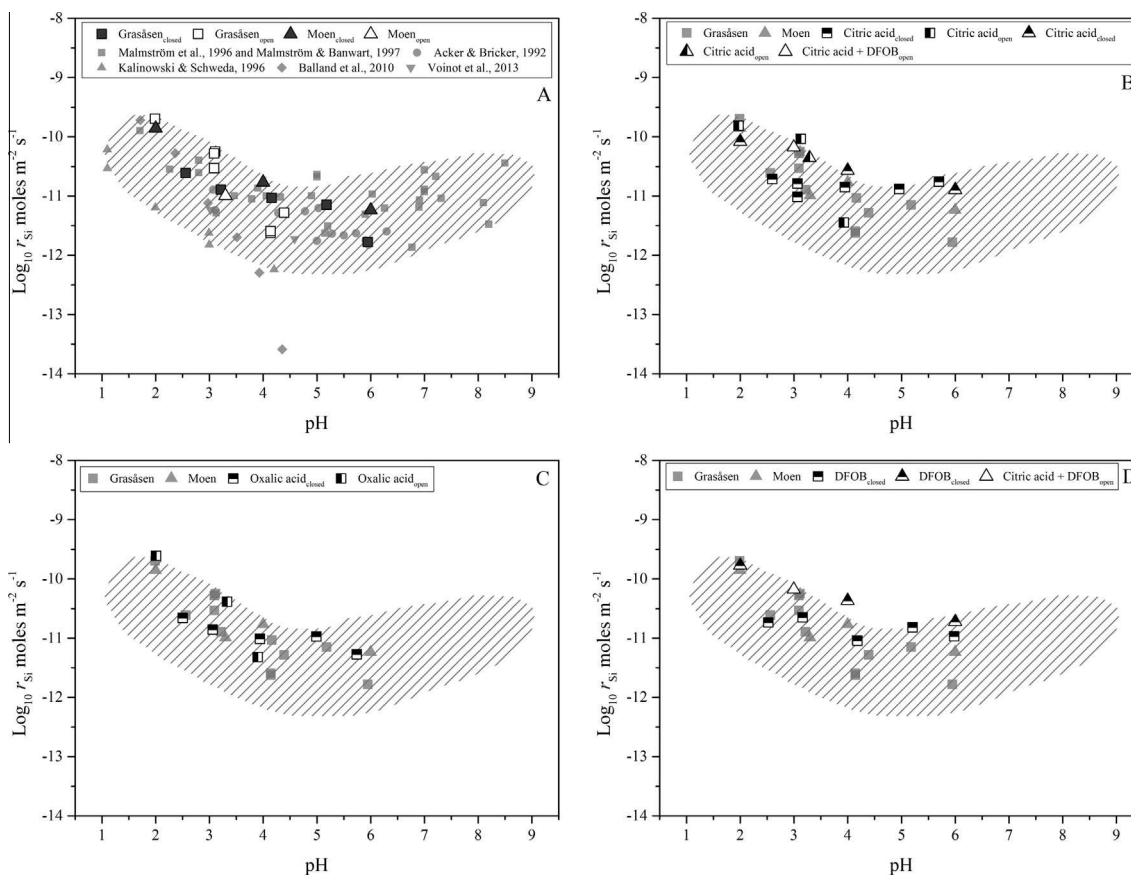 Grasåsen closed Grasåsen open Moen closed Moen open
Malmström et al., 1996 and Malmström & Banwart, 1997 Acker & Bricker, 1992
Kalinowski & Schweda, 1996 Balland et al., 2010 Voinot et al., 2013
A
-8
-9
-10
-11
-12
-13
-14
Log10 rSi moles m-2 s-1
1 2 3 4 5 6 7 8 9
pH
Grasåsen Moen Citric acid closed Citric acid open Citric acid closed
Citric acid open Citric acid + DFOB open
B
-8
-9
-10
-11
-12
-13
-14
Log10 rSi moles m-2 s-1
1 2 3 4 5 6 7 8 9
pH
Grasåsen Moen Oxalic acid closed Oxalic acid open
C
-8
-9
-10
-11
-12
-13
-14
Log10 rSi moles m-2 s-1
1 2 3 4 5 6 7 8 9
pH
Grasåsen Moen DFOB closed DFOB closed Citric acid + DFOB open
D
-8
-9
-10
-11
-12
-13
-14
Log10 rSi moles m-2 s-1
1 2 3 4 5 6 7 8 9
pH